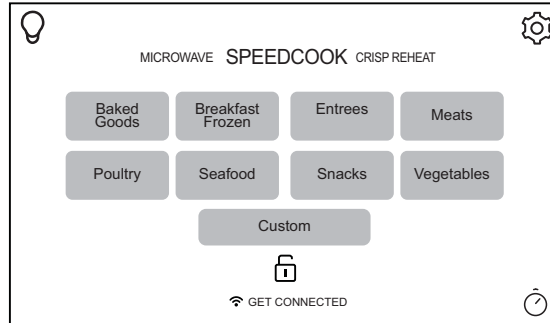 MICROWAVE SPEEDCOOK CRISP REHEAT
Baked
Goods
Breakfast
Frozen
Entrees
Meats
Poultry
Seafood
Snacks
Vegetables
Custom
GET CONNECTED